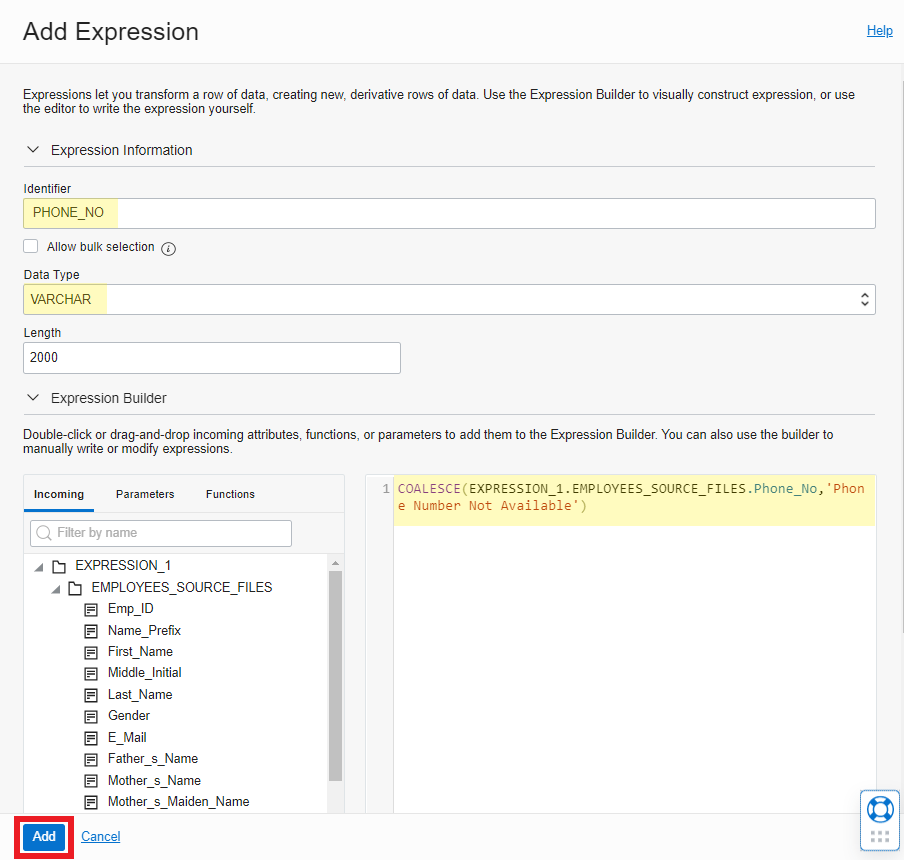 Add Expression
Help
Expressions let you transform a row of data, creating new, derivative rows of data. Use the Expression Builder to visually construct expression, or use
the editor to write the expression yourself.
Expression Information
Identifier
PHONE_NO
Allow bulk selection
Data Type
VARCHAR
Length
2000
Expression Builder
Double-click or drag-and-drop incoming attributes, functions, or parameters to add them to the Expression Builder. You can also use the builder to
manually write or modify expressions.
Incoming Parameters Functions
Filter by name
EXPRESSION_1
EMPLOYEES_SOURCE_FILES
Emp_ID
Name_Prefix
First_Name
Middle_Initial
Last_Name
Gender
E_Mail
Father_s_Name
Mother_s_Name
Mother_s_Maiden_Name
1 COALESCE(EXPRESSION_1.EMPLOYEES_SOURCE_FILES.Phone_No,'Phon
e Number Not Available')
Add Cancel